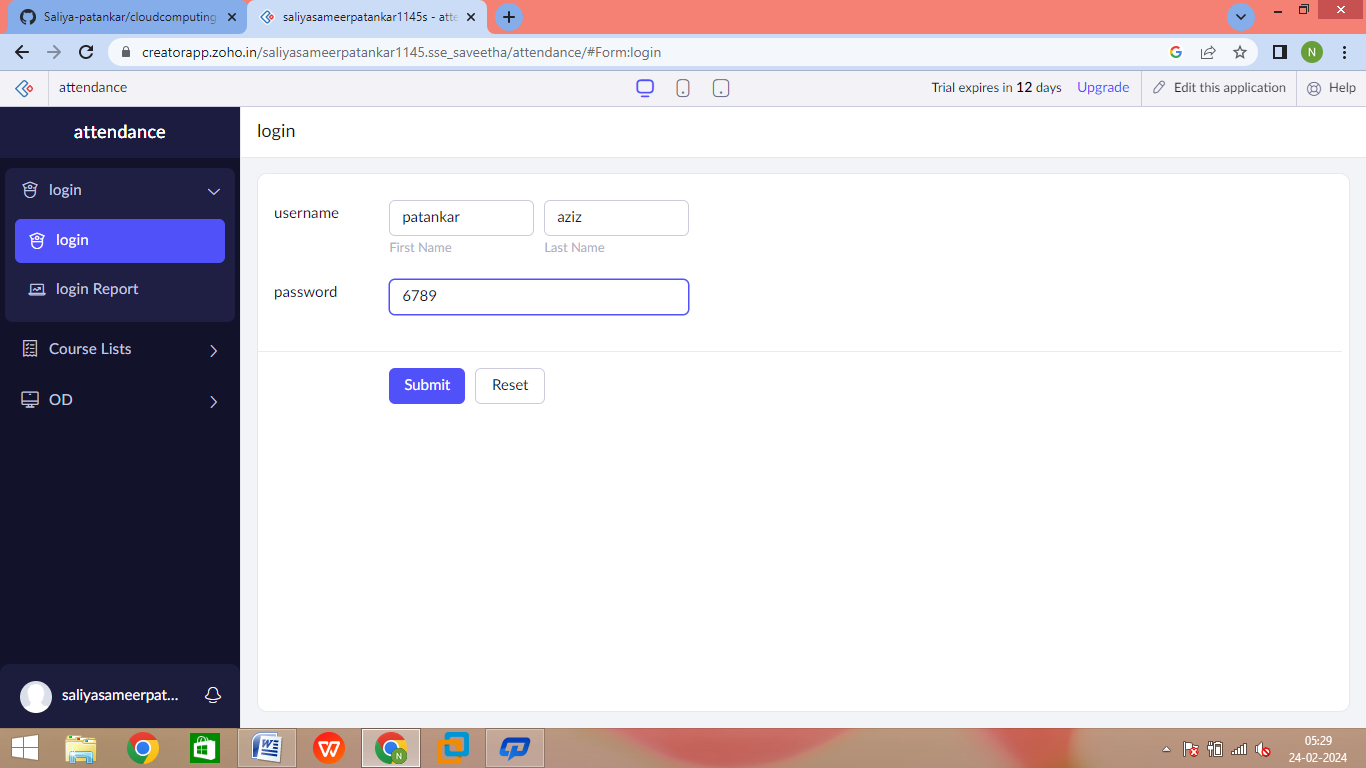 Saliya-patankar/cloudcomputing
saliyasameerpatankar1145s - atte
creatorapp.zoho.in/saliyasameerpatankar1145.sse_saveetha/attendance/#Form:login
N
attendance
Trial expires in 12 days
Upgrade
Edit this application
Help
attendance
login
login
login Report
Course Lists
OD
saliyasameerpat...
login
username
patankar
aziz
First Name
Last Name
password
6789
Submit
Reset
05:29
24-02-2024